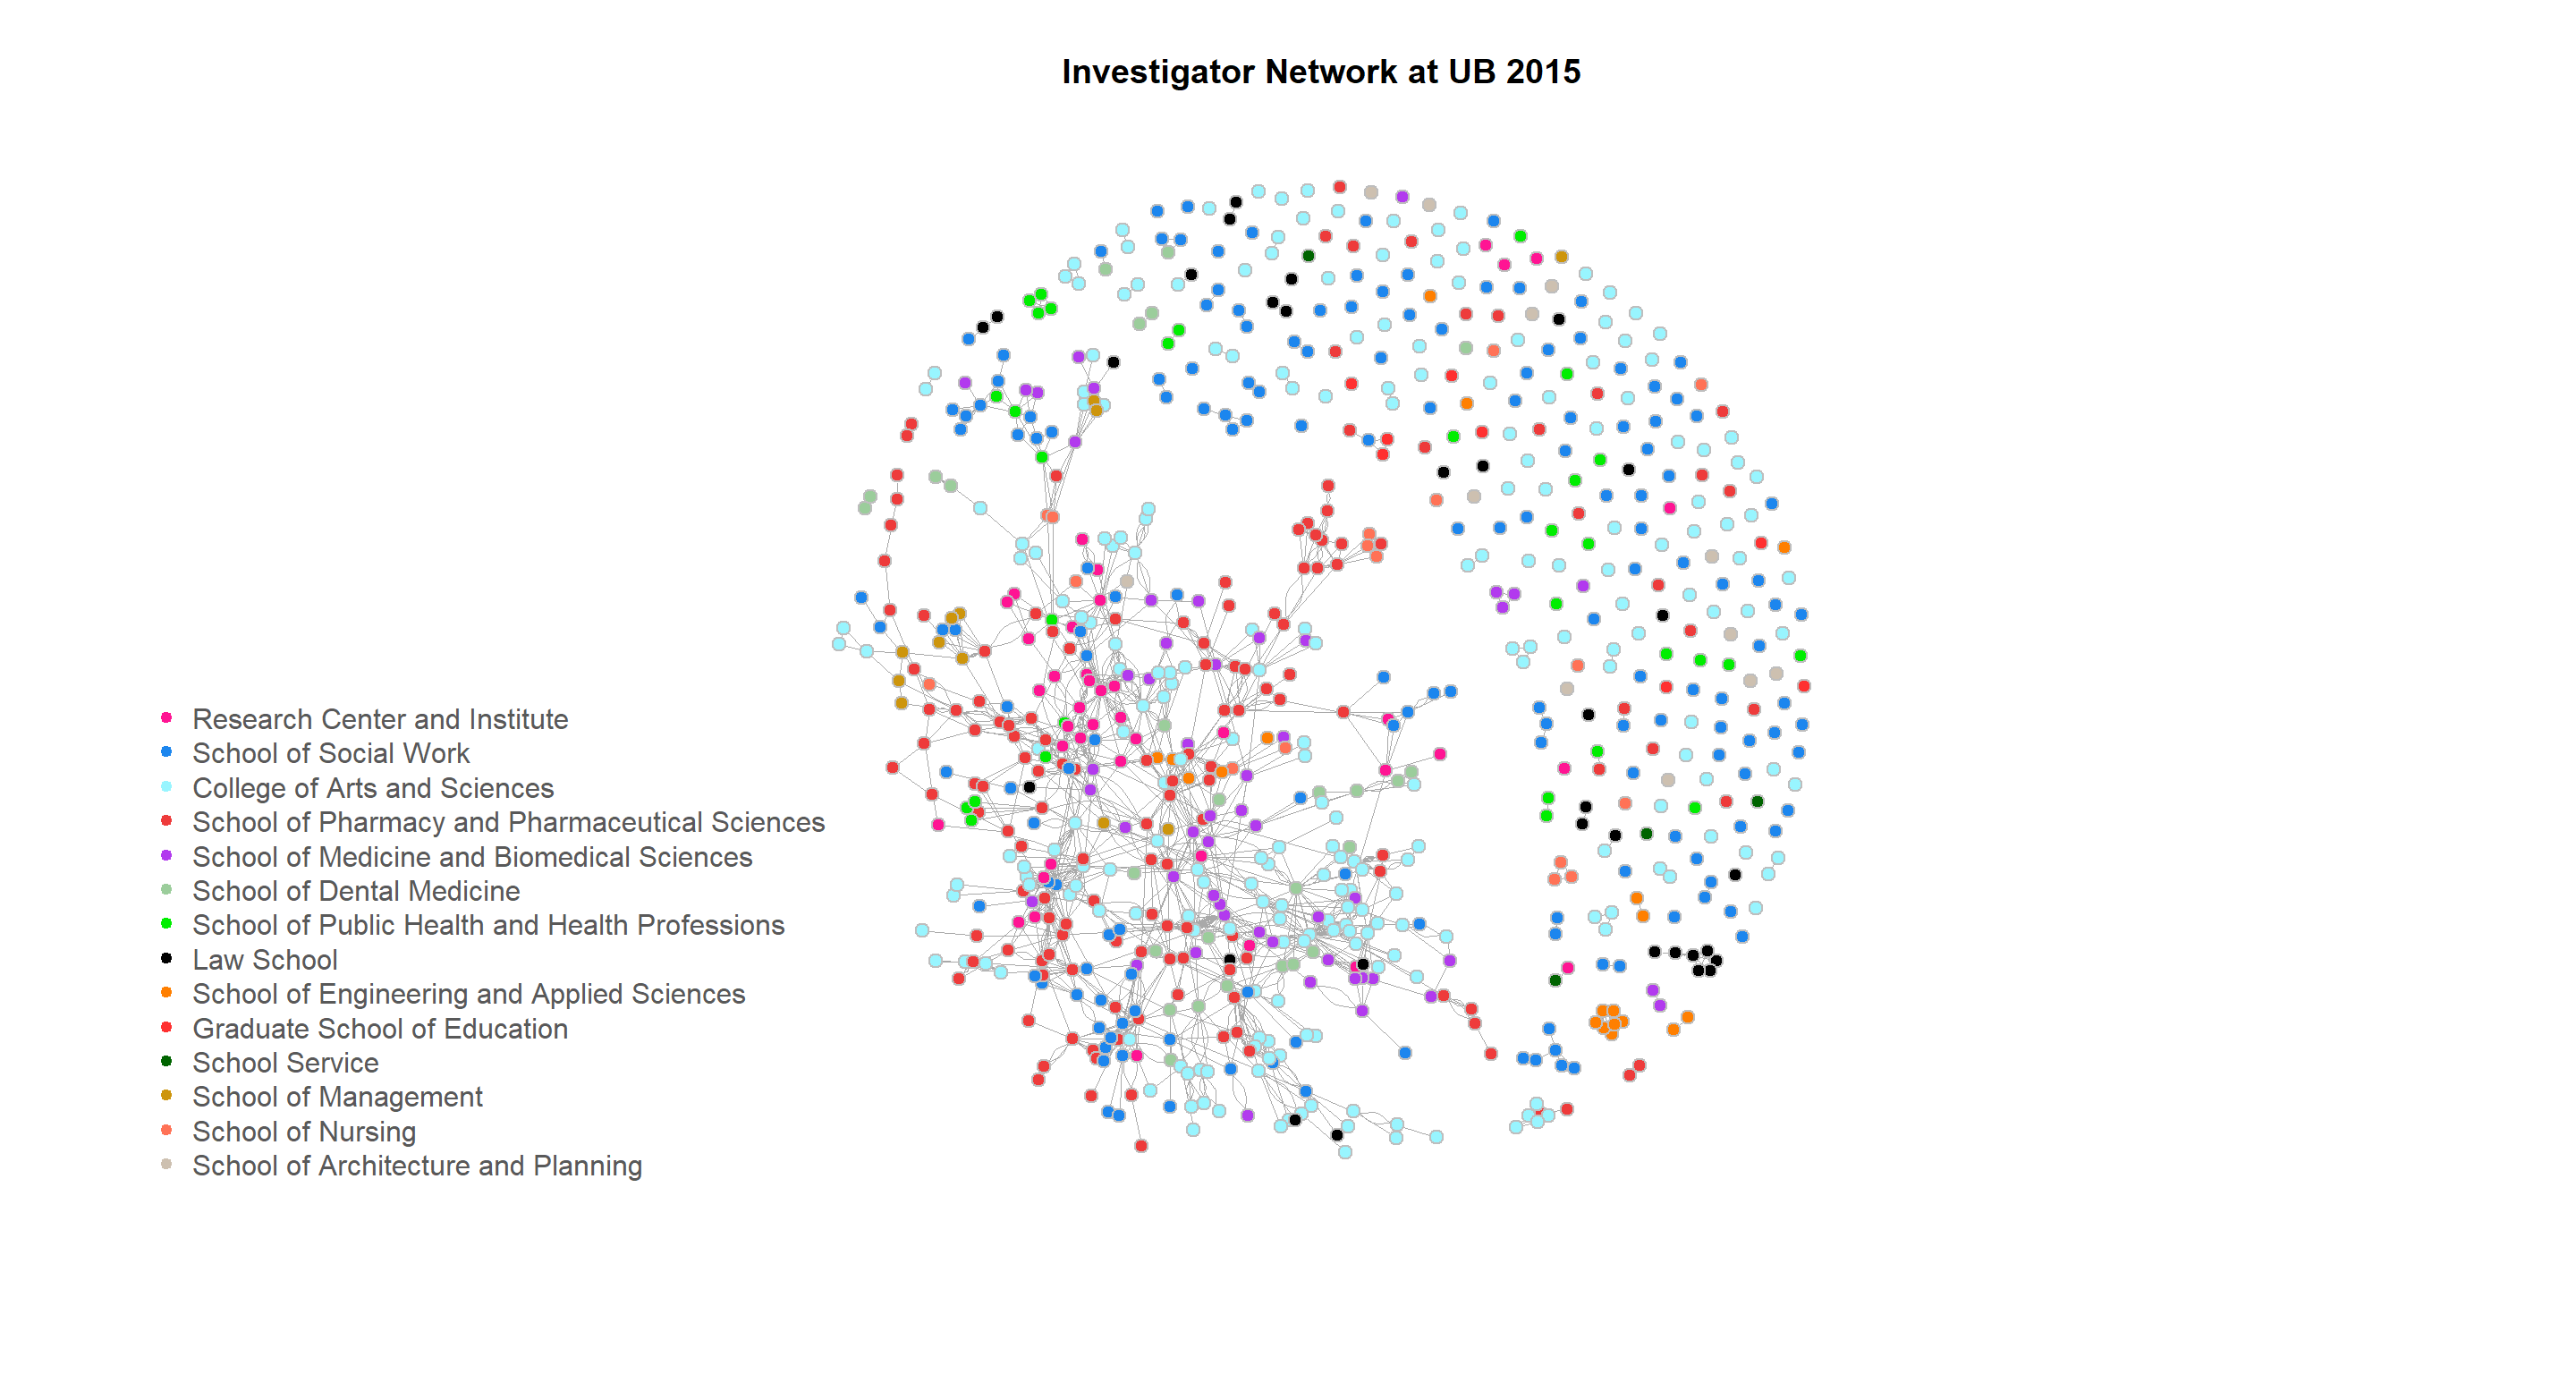 Investigator Network at UB 2015
Research Center and Institute
School of Social Work
College of Arts and Sciences
School of Pharmacy and Pharmaceutical Sciences
School of Medicine and Biomedical Sciences
School of Dental Medicine
School of Public Health and Health Professions
Law School
School of Engineering and Applied Sciences
Graduate School of Education
School Service
School of Management
School of Nursing
School of Architecture and Planning